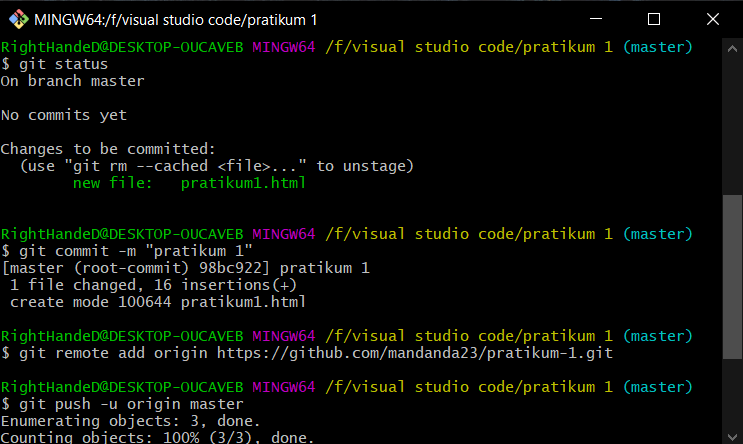 MINGW64:/f/visual studio code/pratikum 1
RightHandeD@DESKTOP-OUCAVEB MINGW64 /f/visual studio code/pratikum 1 (master)
$ git status
On branch master
No commits yet
Changes to be committed:
(use "git rm --cached <file>..." to unstage)
new file:   pratikum1.html
RightHandeD@DESKTOP-OUCAVEB MINGW64 /f/visual studio code/pratikum 1 (master)
$ git commit -m "pratikum 1"
[master (root-commit) 98bc922] pratikum 1
1 file changed, 16 insertions(+)
create mode 100644 pratikum1.html
RightHandeD@DESKTOP-OUCAVEB MINGW64 /f/visual studio code/pratikum 1 (master)
$ git remote add origin https://github.com/mandanda23/pratikum-1.git
RightHandeD@DESKTOP-OUCAVEB MINGW64 /f/visual studio code/pratikum 1 (master)
$ git push -u origin master
Enumerating objects: 3, done.
Counting objects: 100% (3/3), done.